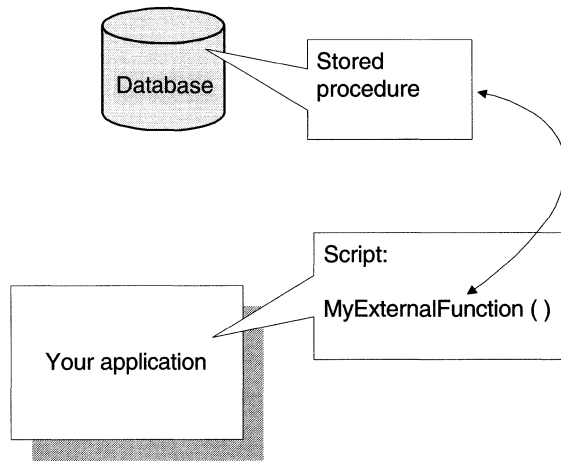 Database
Stored
procedure
Script:
MyExternalFunction ( )
Your application